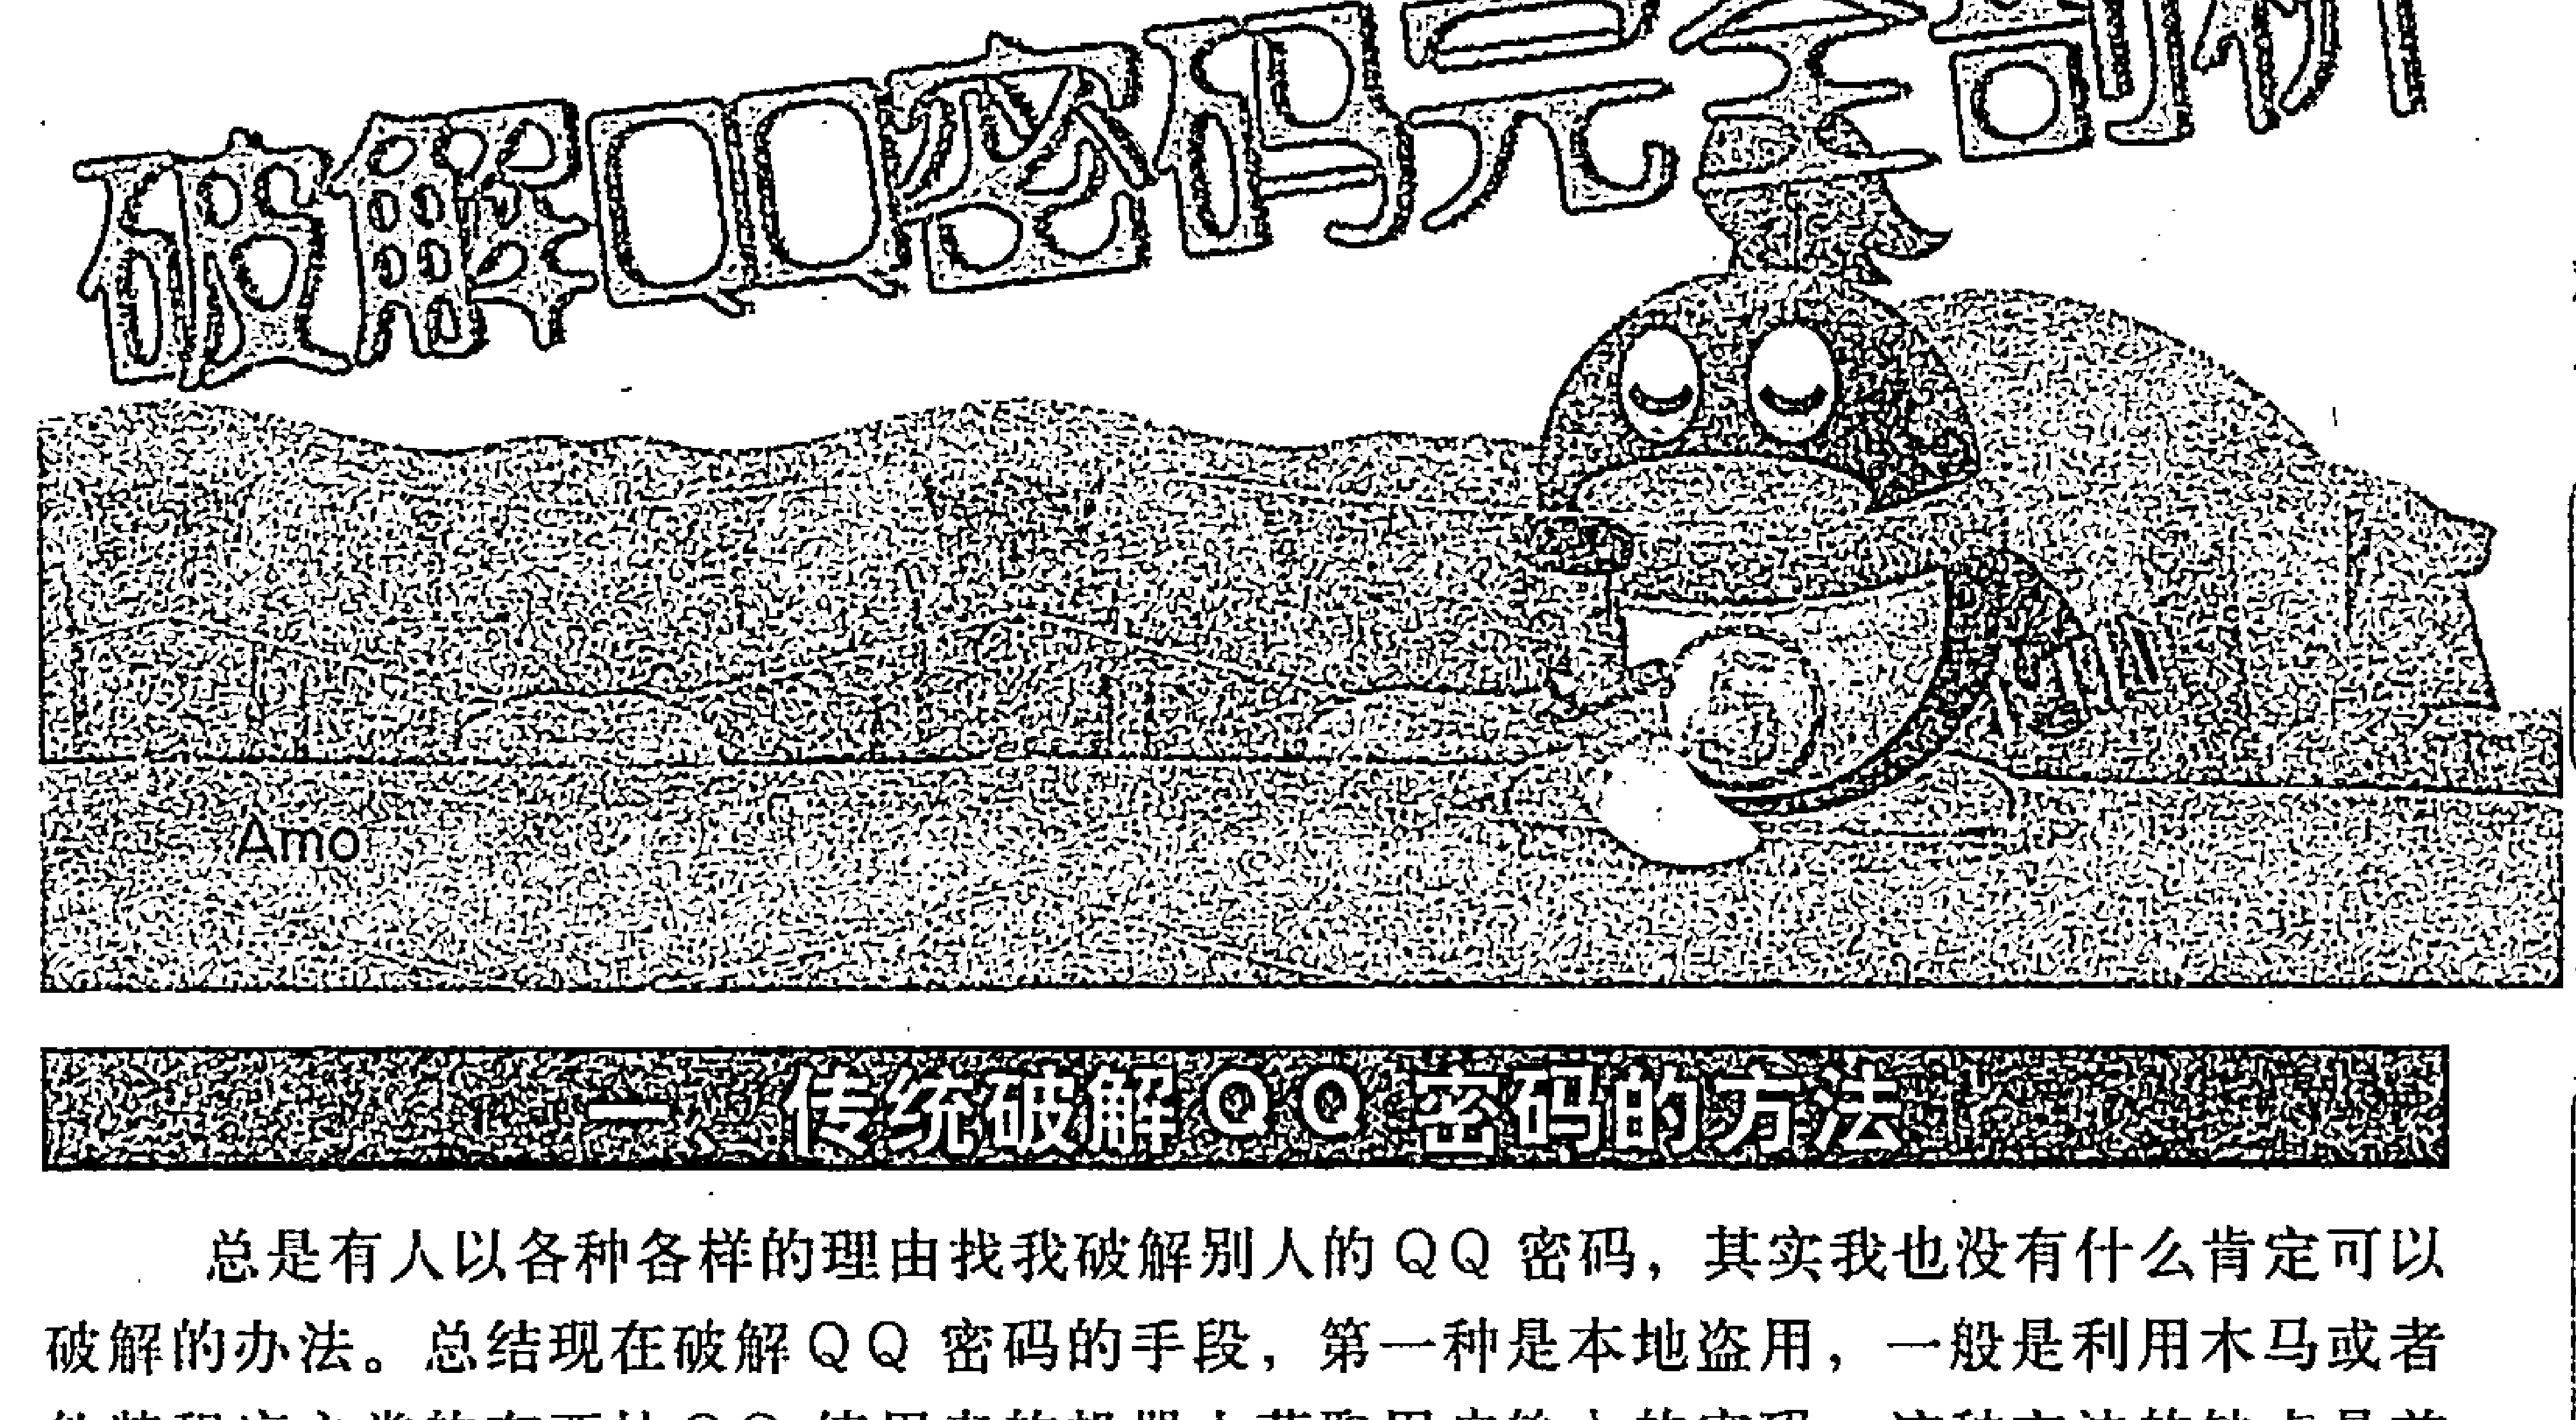 破解QQ密码完全剖析
Amo
一、传统破解QQ密码的方法
总是有人以各种各样的理由找我破解别人的QQ密码，其实我也没有什么肯定可以
破解的办法。总结现在破解QQ密码的手段，第一种是本地盗用，一般是利用木马或者